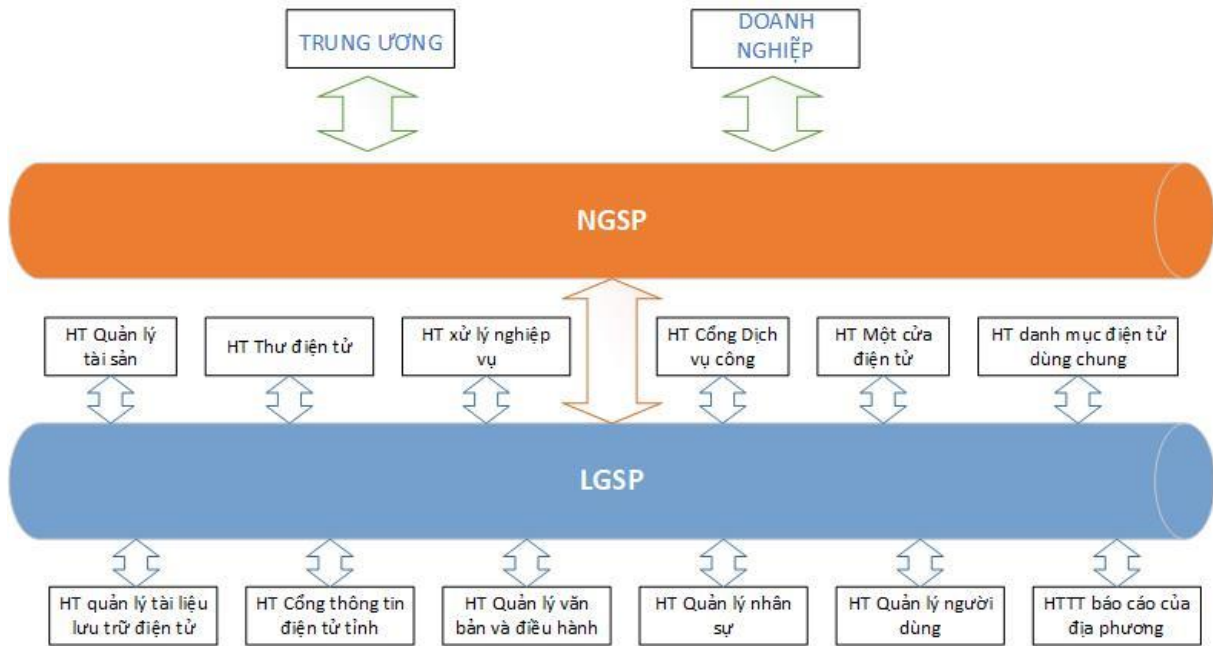 TRUNG ƯƠNG
DOANH
NGHIỆP
NGSP
HT Quản lý
tài sản
HT Thư điện tử
HT xử lý nghiệp
vụ
HT Cổng Dịch
vụ công
HT Một cửa
điện tử
HT danh mục điện tử
dùng chung
LGSP
HT quản lý tài liệu
lưu trữ điện tử
HT Cổng thông tin
điện tử tỉnh
HT Quản lý văn
bản và điều hành
HT Quản lý nhân
sự
HT Quản lý người
dùng
HTTT báo cáo của
địa phương